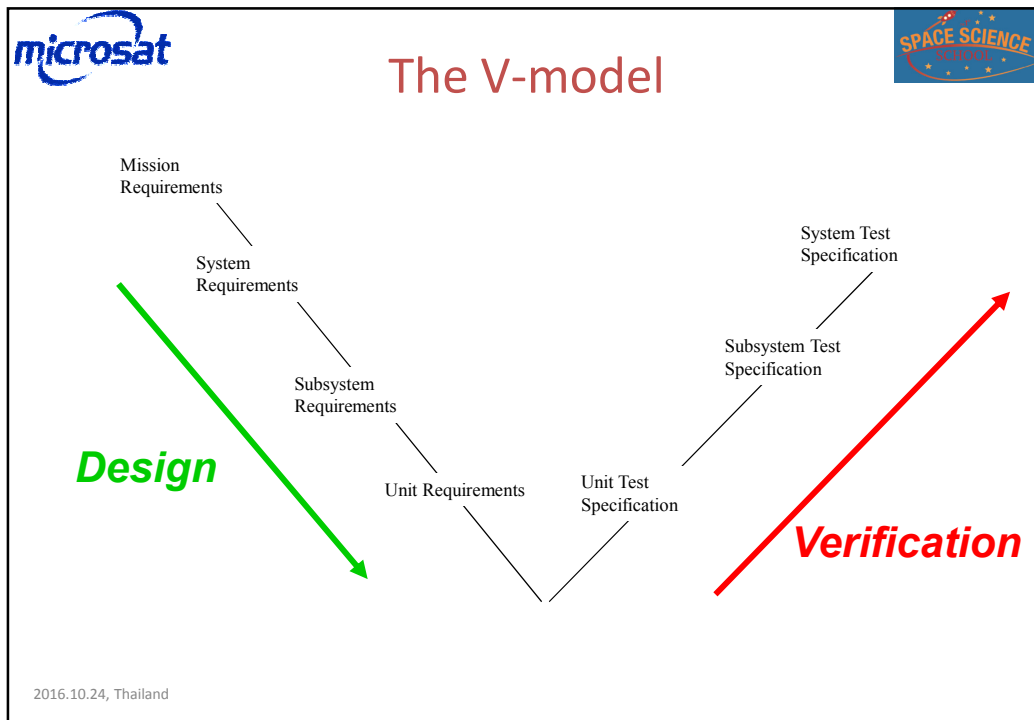 microsat
SPACE SCIENCE
SCHOOL
The V-model
Mission
Requirements
System
Requirements
Subsystem
Requirements
Unit Requirements
Design
System Test
Specification
Subsystem Test
Specification
Unit Test
Specification
Verification
2016.10.24, Thailand